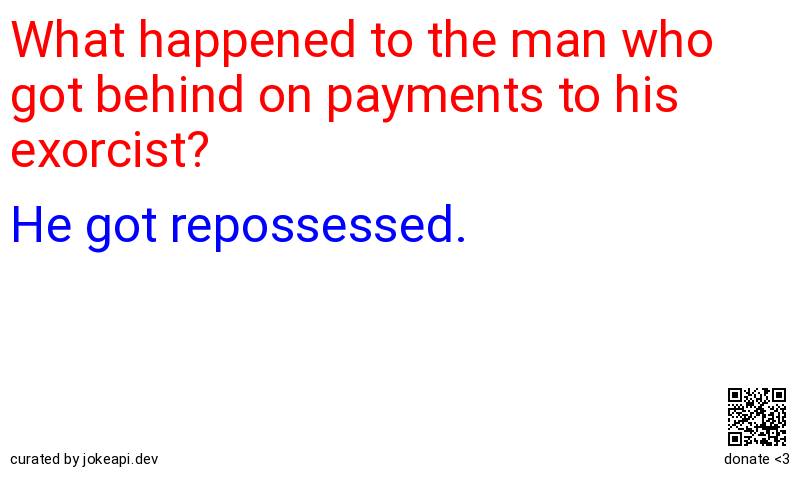 What happened to the man who
got behind on payments to his
exorcist?
He got repossessed.
curated by jokeapi.dev
donate <3